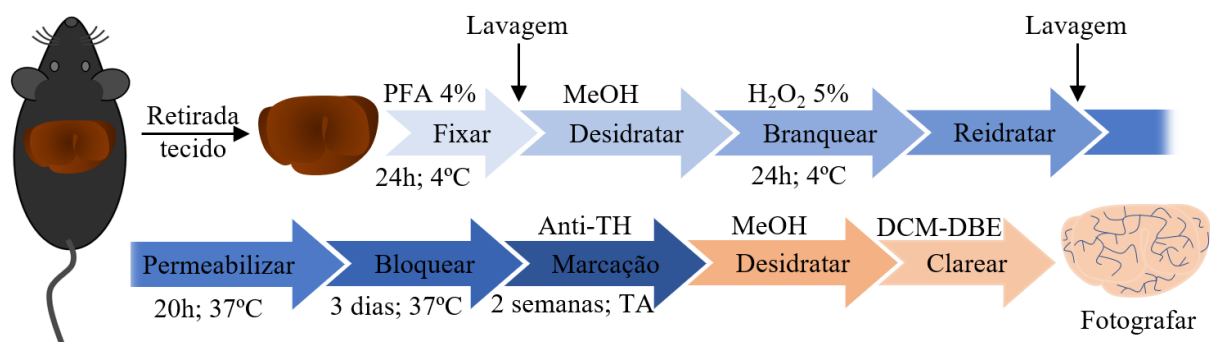 Lavagem
Lavagem
PFA 4%
MeOH
H₂O₂ 5%
Retirada
tecido
Fixar
Desidratar
Branquear
Reidratar
24h; 4ºC
24h; 4ºC
Anti-TH
MeOH
DCM-DBE
Permeabilizar
Bloquear
Marcação
Desidratar
Clarear
20h; 37ºC
3 dias; 37ºC
2 semanas; TA
Fotografar